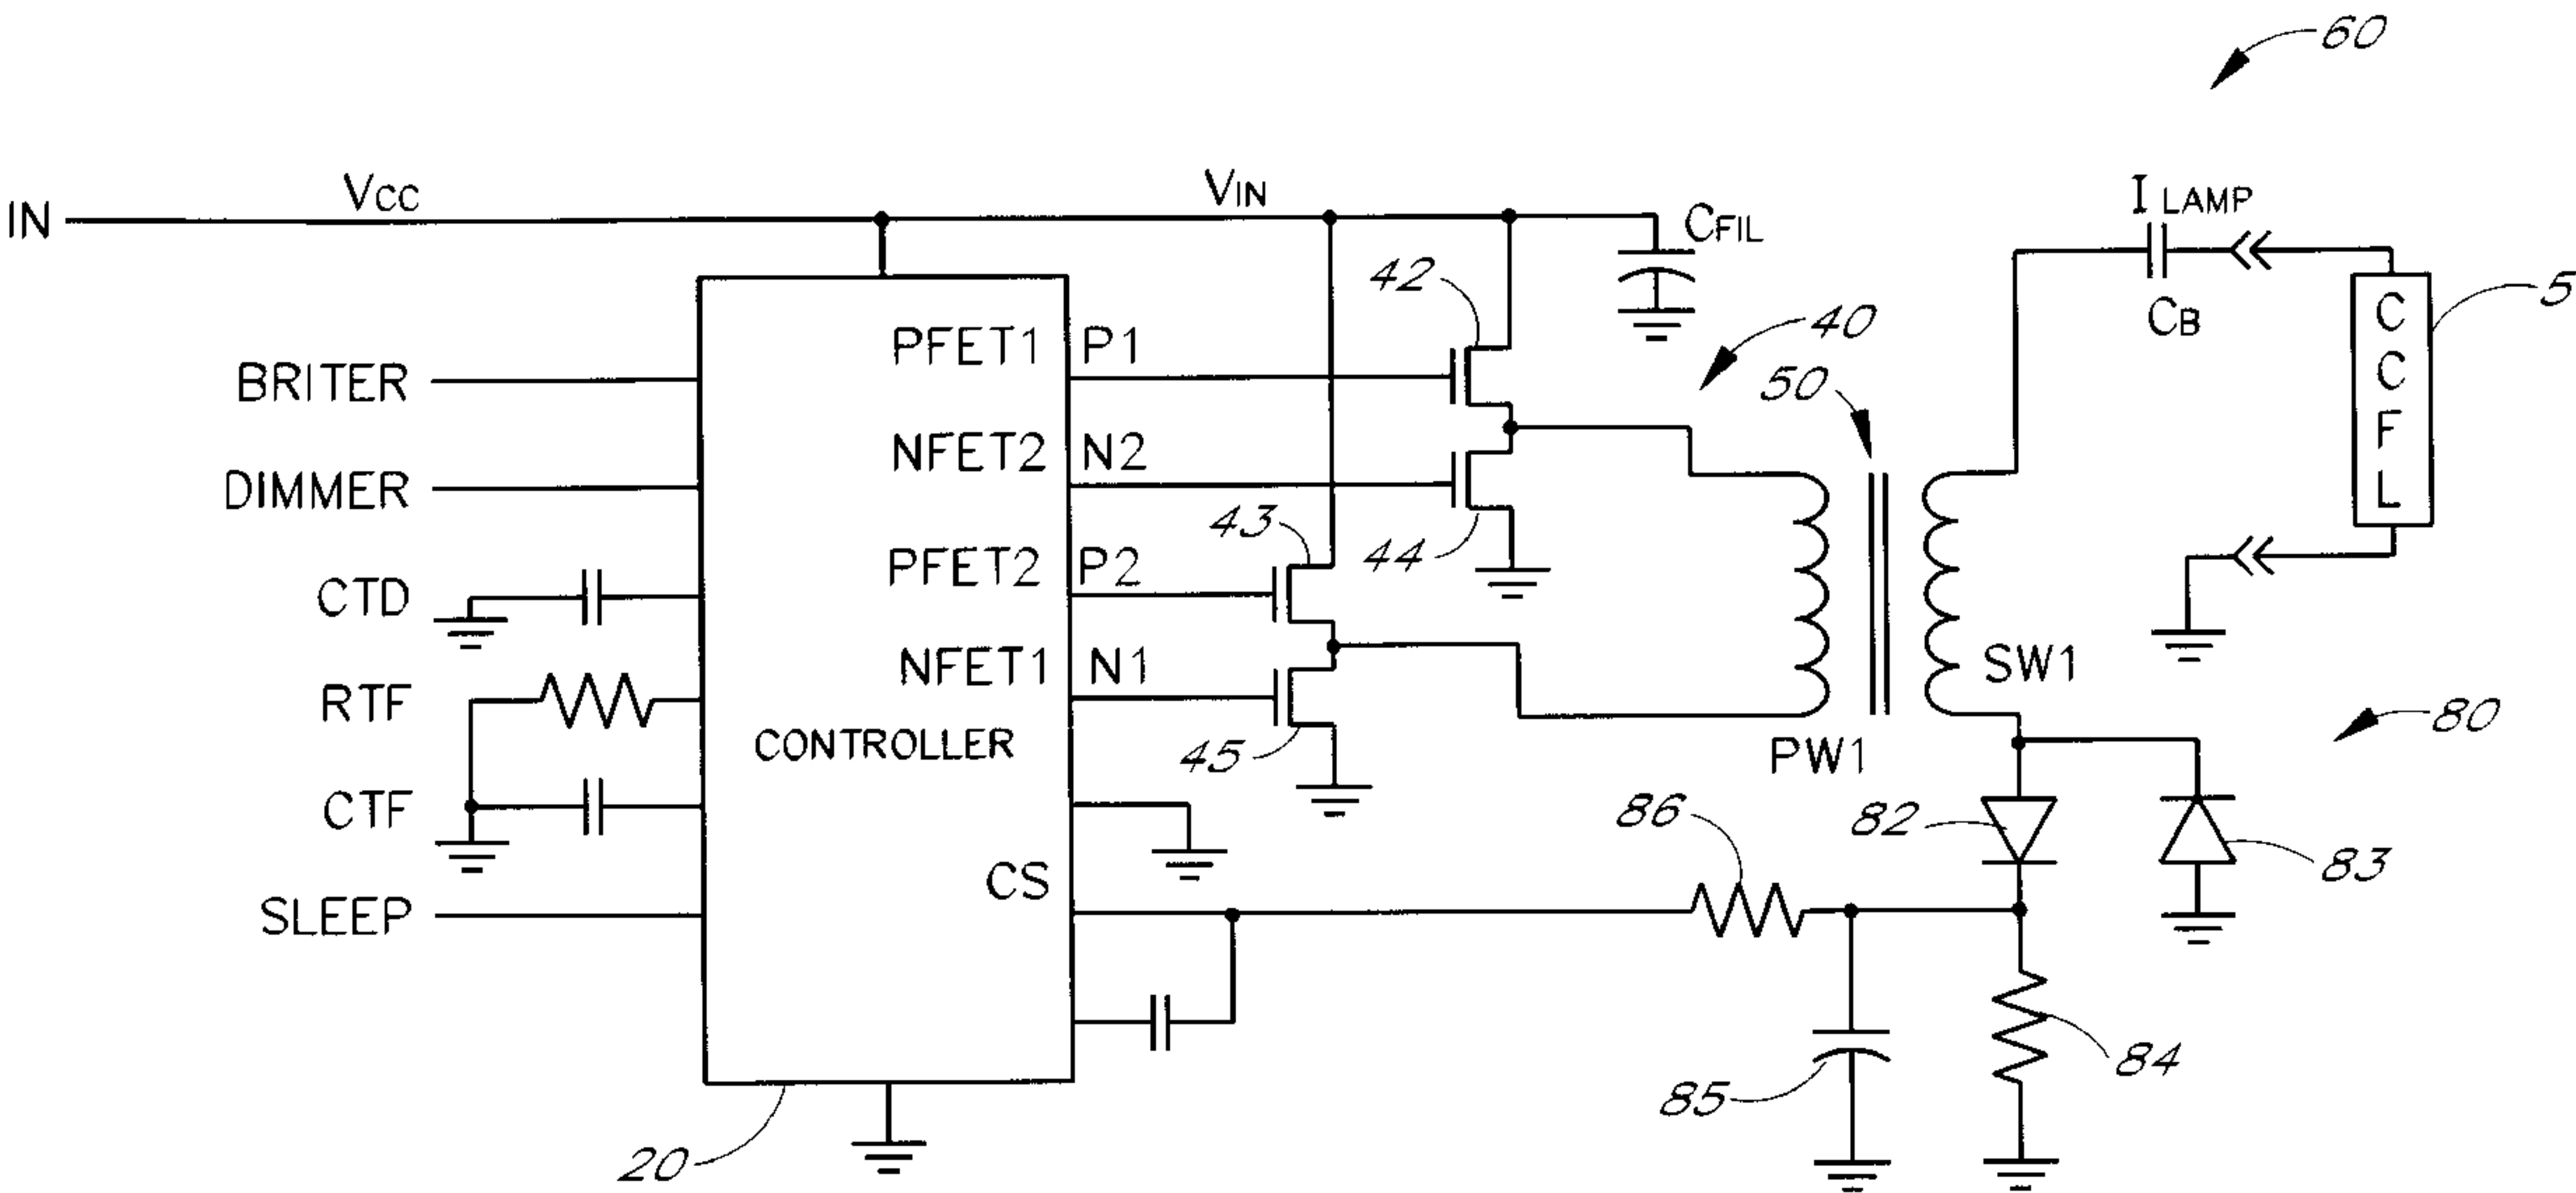 60
IN
VCC
VIN
CFIL
I LAMP
CB
42
40
50
5
C
C
F
L
BRITER
DIMMER
CTD
RTF
CTF
SLEEP
PFET1 P1
NFET2 N2
43
44
PFET2 P2
NFET1 N1
CONTROLLER
45
CS
PW1
SW1
80
86
82
83
85
84
20